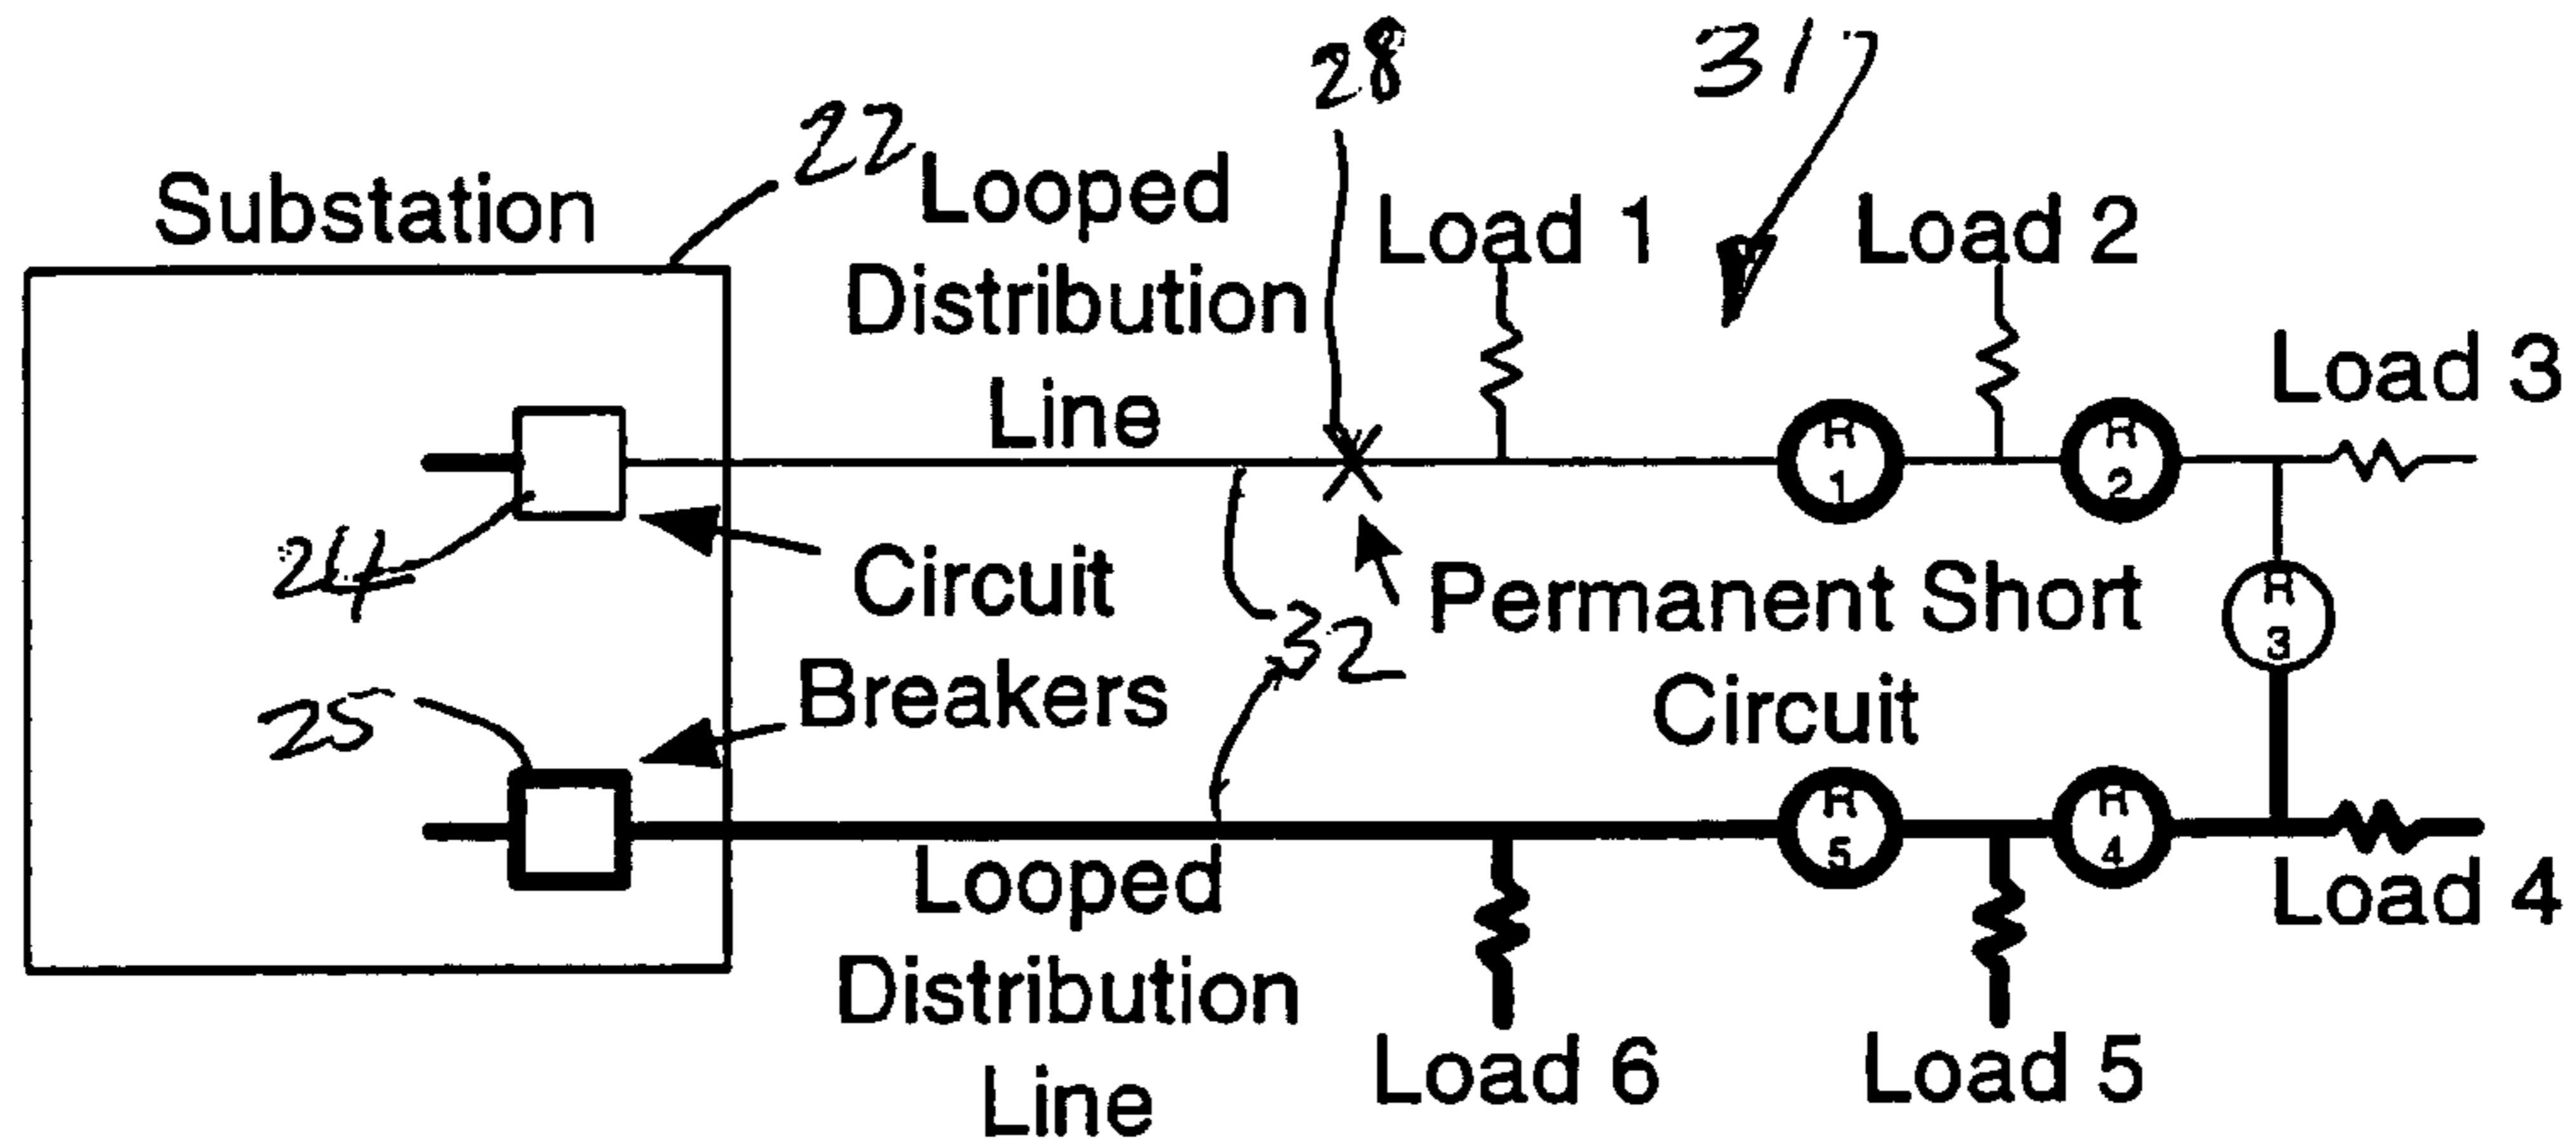 28
31
22
Substation
Looped
Distribution
Line
Load 1
Load 2
Load 3
R
1
R
2
24
Circuit
Breakers
32
Permanent Short
Circuit
R
3
25
R
5
R
4
Looped
Distribution
Line
Load 4
Load 6
Load 5